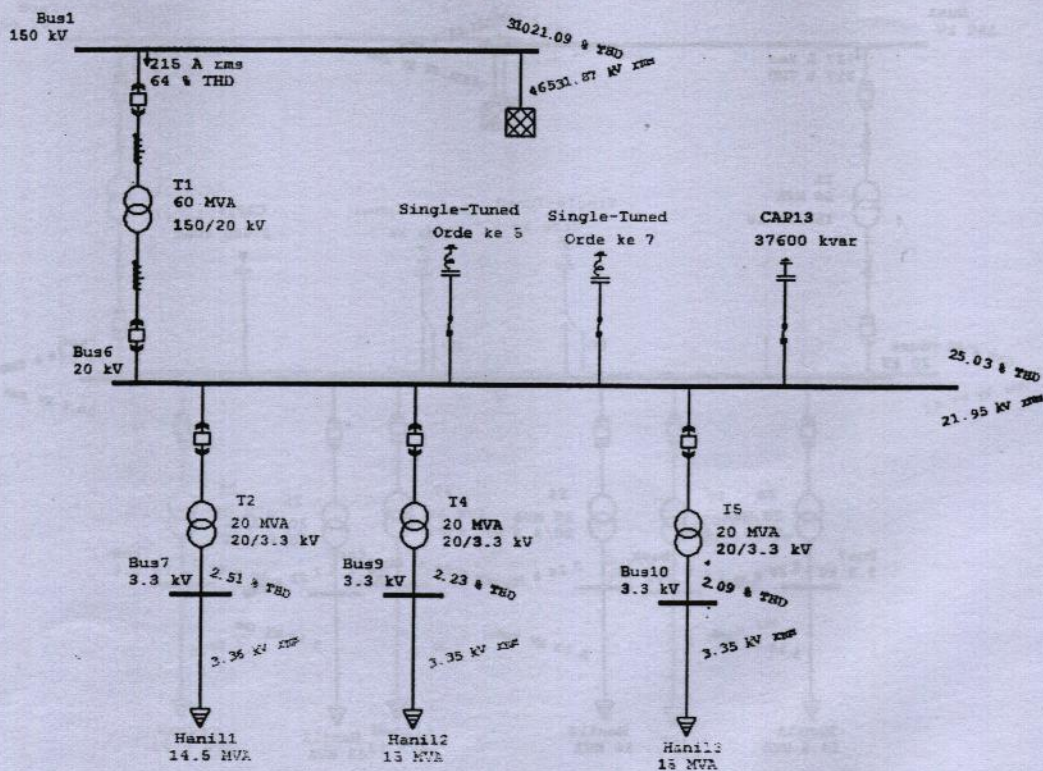 Bus1
150 kV
31021.09 % THD
46531.87 kV rms
215 A rms
64 % THD
T1
60 MVA
150/20 kV
Single-Tuned
Orde ke 5
Single-Tuned
Orde ke 7
CAP13
37600 kvar
Bus6
20 kV
25.03 % THD
21.95 kV rms
T2
20 MVA
20/3.3 kV
T4
20 MVA
20/3.3 kV
T5
20 MVA
20/3.3 kV
Bus7
3.3 kV
2.51 % THD
Bus9
3.3 kV
2.23 % THD
Bus10
3.3 kV
2.09 % THD
3.36 kV rms
3.35 kV rms
3.35 kV rms
Hanil1
14.5 MVA
Hanil2
15 MVA
Hanil3
16 MVA